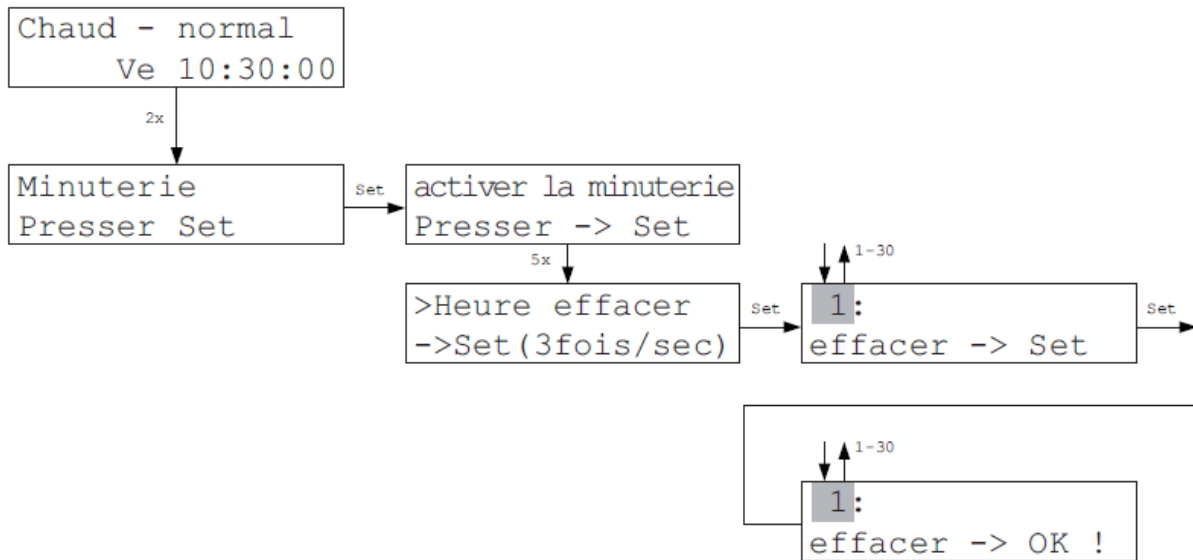 Chaud - normal
Ve 10:30:00
2x
Minuterie
Presser Set
Set
activer la minuterie
Presser -> Set
5x
>Heure effacer
->Set(3fois/sec)
Set
1-30
1:
effacer -> Set
Set
1-30
1:
effacer -> OK !